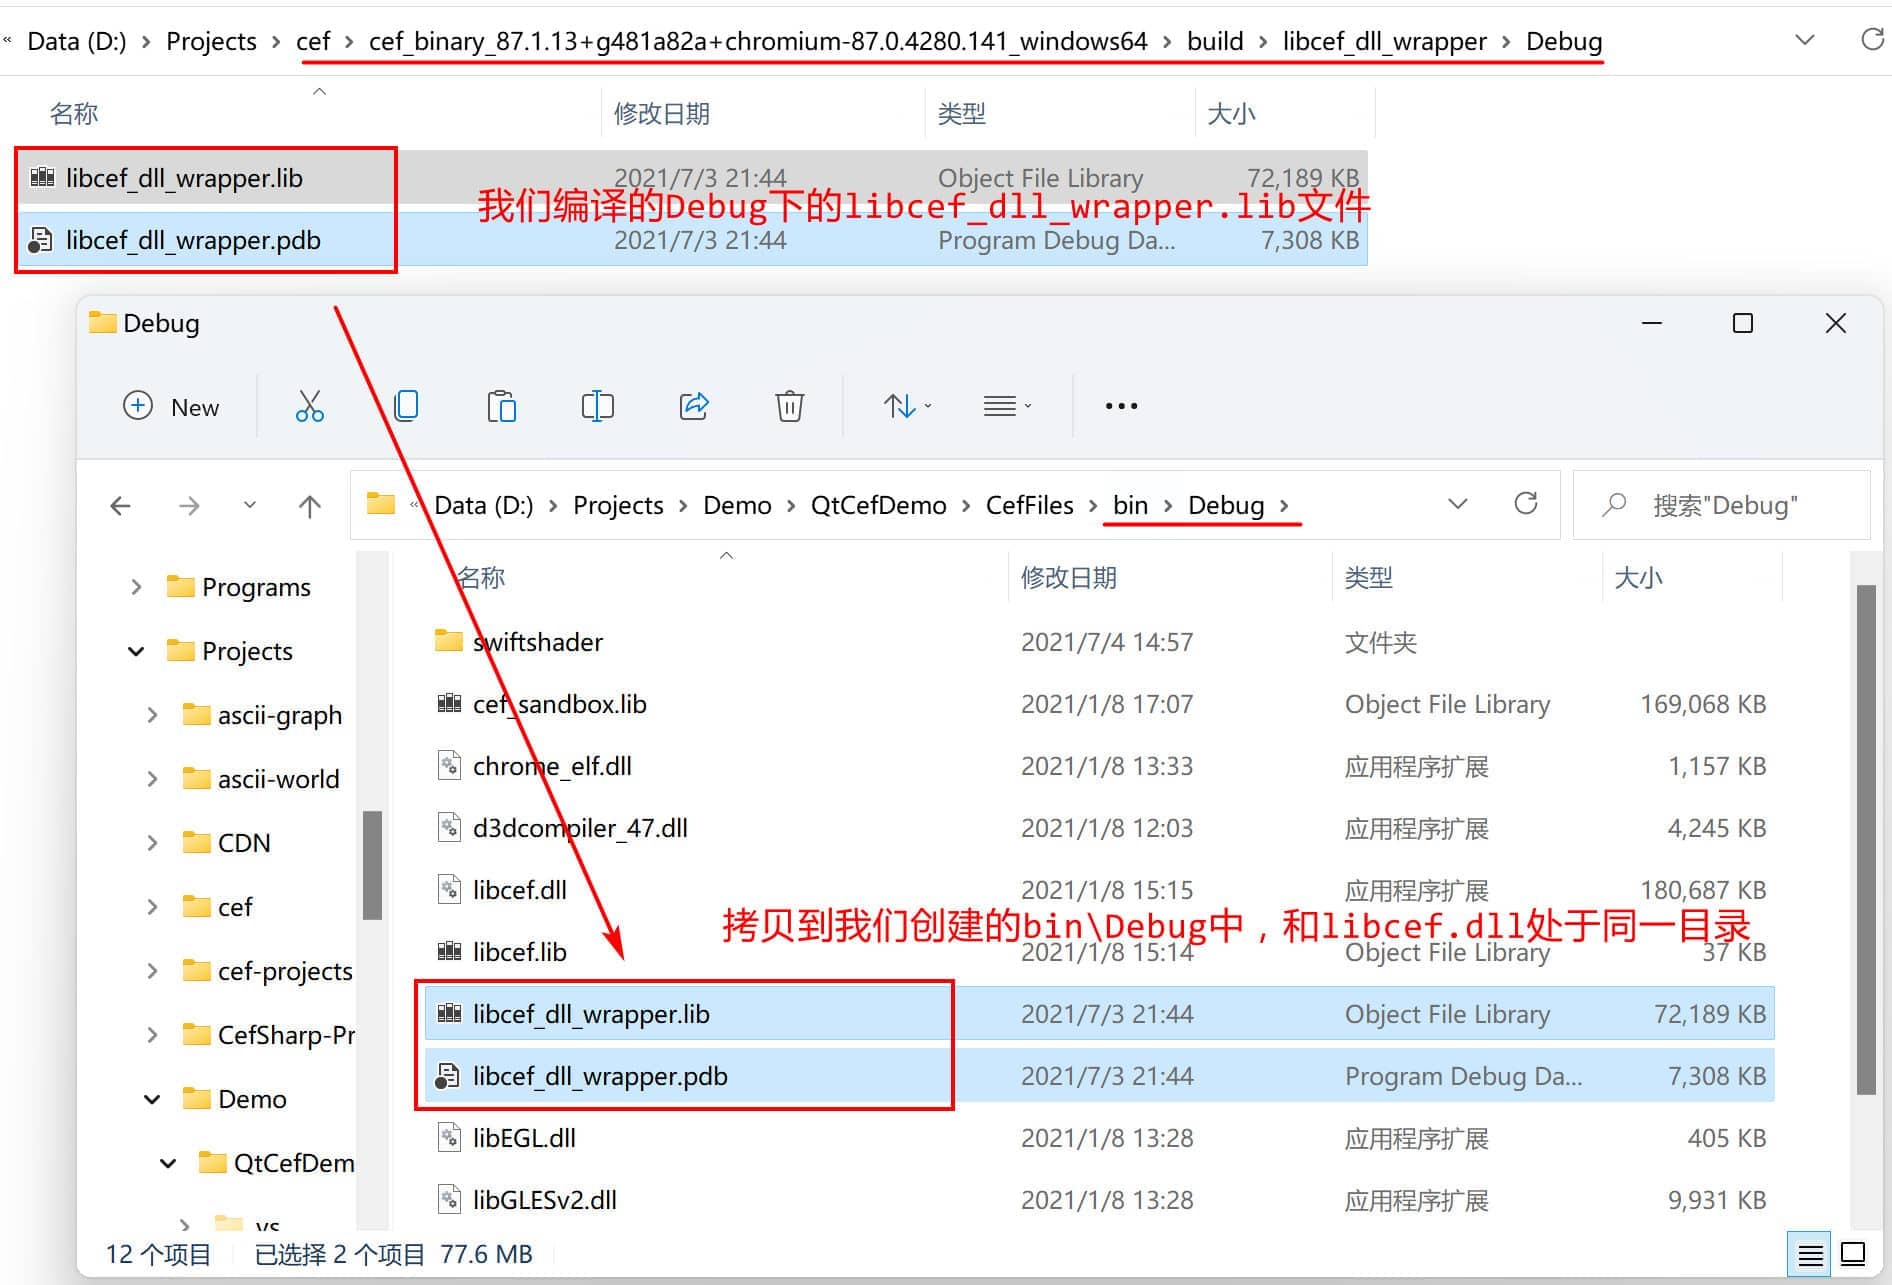 « Data (D:) > Projects > cef > cef_binary_87.1.13+g481a82a+chromium-87.0.4280.141_windows64 > build > libcef_dll_wrapper > Debug
名称 修改日期 类型 大小
libcef_dll_wrapper.lib 2021/7/3 21:44 Object File Library 72,189 KB
我们编译的Debug下的libcef_dll_wrapper.lib文件
libcef_dll_wrapper.pdb 2021/7/3 21:44 Program Debug Da... 7,308 KB
Debug
New
« Data (D:) > Projects > Demo > QtCefDemo > CefFiles > bin > Debug >
搜索"Debug"
Programs
Projects
ascii-graph
ascii-world
CDN
cef
cef-projects
CefSharp-Pr
Demo
QtCefDem
vs
名称 修改日期 类型 大小
swiftshader 2021/7/4 14:57 文件夹
cef_sandbox.lib 2021/1/8 17:07 Object File Library 169,068 KB
chrome_elf.dll 2021/1/8 13:33 应用程序扩展 1,157 KB
d3dcompiler_47.dll 2021/1/8 12:03 应用程序扩展 4,245 KB
libcef.dll 2021/1/8 15:15 应用程序扩展 180,687 KB
拷贝到我们创建的bin\Debug中，和libcef.dll处于同一目录
libcef.lib 2021/1/8 15:14 Object File Library 37 KB
libcef_dll_wrapper.lib 2021/7/3 21:44 Object File Library 72,189 KB
libcef_dll_wrapper.pdb 2021/7/3 21:44 Program Debug Da... 7,308 KB
libEGL.dll 2021/1/8 13:28 应用程序扩展 405 KB
libGLESv2.dll 2021/1/8 13:28 应用程序扩展 9,931 KB
12 个项目 已选择 2 个项目 77.6 MB